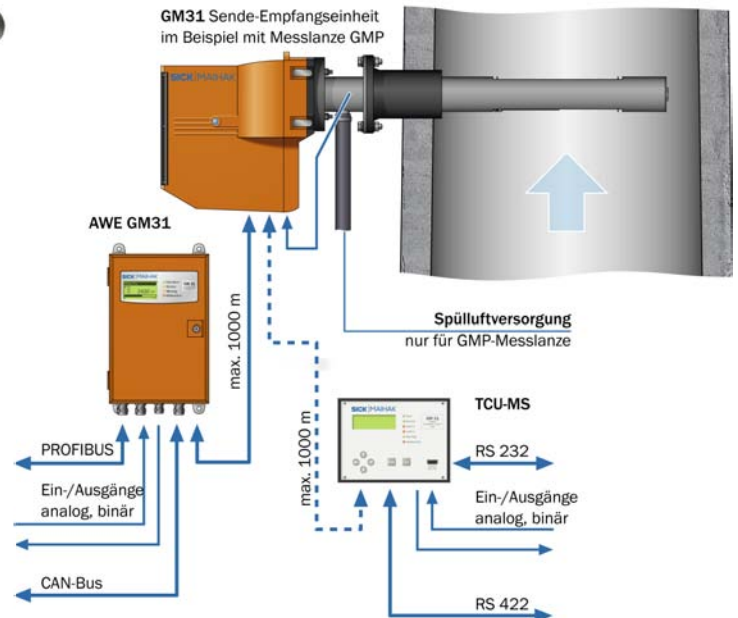 GM31 Sende-Empfangseinheit
im Beispiel mit Messlanze GMP
SICK|MAIHAK
AWE GM31
SICK|MAIHAK
max. 1000 m
Spülluftversorgung
nur für GMP-Messlanze
max. 1000 m
TCU-MS
SICK|MAIHAK
PROFIBUS
Ein-/Ausgänge
analog, binär
CAN-Bus
RS 232
Ein-/Ausgänge
analog, binär
RS 422